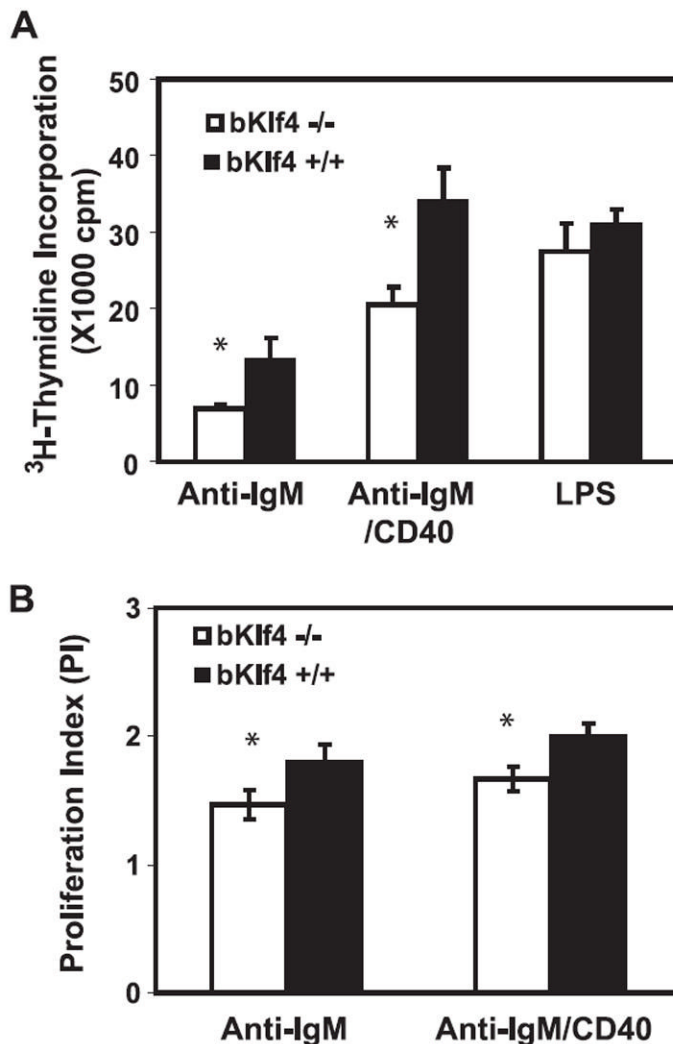 A
50
40
30
20
10
0
³H-Thymidine Incorporation
(X1000 cpm)
bKlf4 -/-
bKlf4 +/+
*
*
Anti-IgM
Anti-IgM
/CD40
LPS
B
3
2
1
0
Proliferation Index (PI)
bKlf4 -/-
bKlf4 +/+
*
*
Anti-IgM
Anti-IgM/CD40